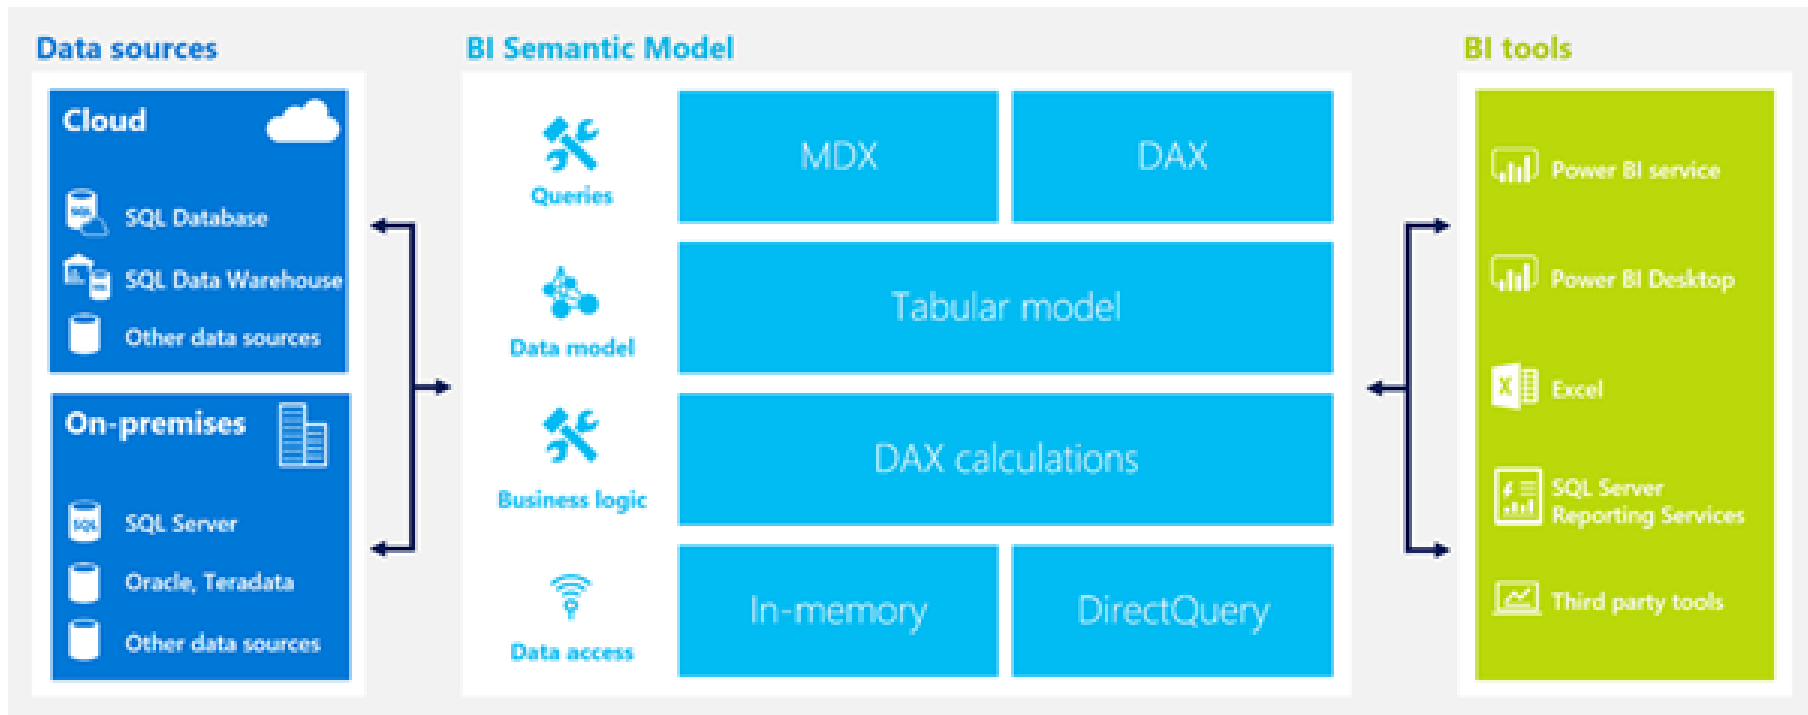 Data sources
Cloud
SQL
SQL Database
SQL Data Warehouse
Other data sources
On-premises
SQL
SQL Server
Oracle, Teradata
Other data sources
BI Semantic Model
Queries
MDX
DAX
Data model
Tabular model
Business logic
DAX calculations
Data access
In-memory
DirectQuery
BI tools
Power BI service
Power BI Desktop
X
Excel
SQL Server
Reporting Services
Third party tools